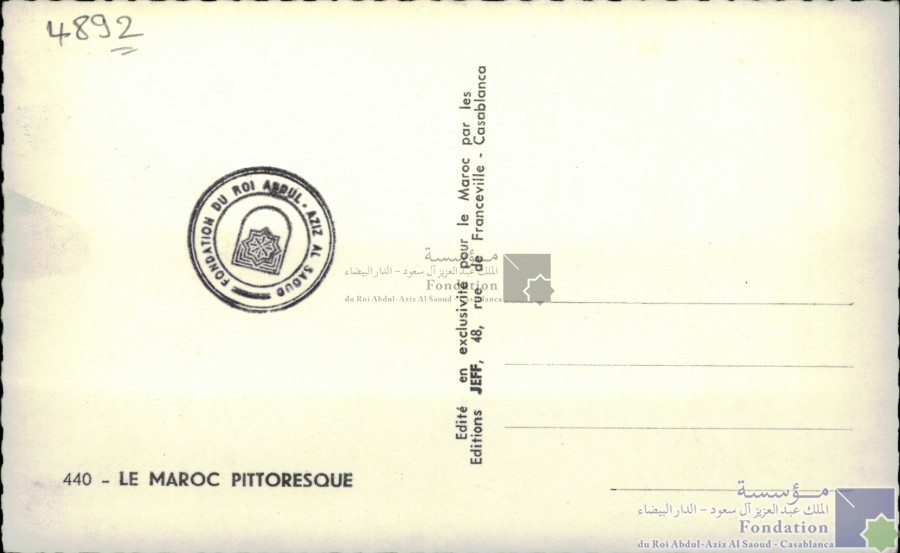 4892
FONDATION DU ROI ABDUL-AZIZ AL SAOUD
Edité en exclusivité pour le Maroc par les
Editions JEFF, 48, rue de Franceville - Casablanca
مؤسسة
الملك عبد العزيز آل سعود - الدار البيضاء
Fondation
du Roi Abdul-Aziz Al Saoud - Casablanca
440 - LE MAROC PITTORESQUE
مؤسسة
الملك عبد العزيز آل سعود - الدار البيضاء
Fondation
du Roi Abdul-Aziz Al Saoud - Casablanca